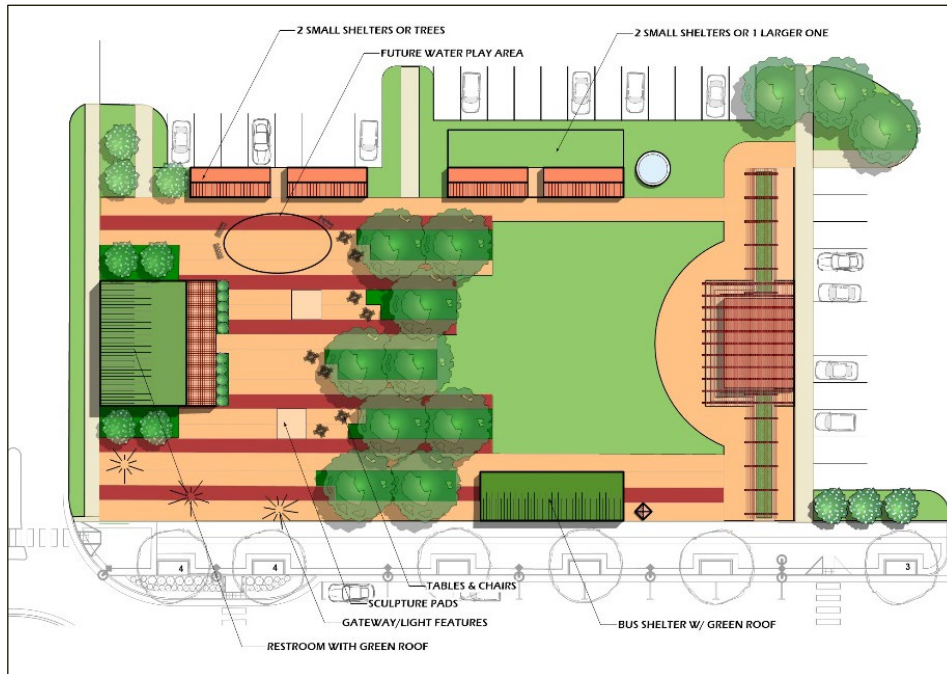 2 SMALL SHELTERS OR TREES
2 SMALL SHELTERS OR 1 LARGER ONE
FUTURE WATER PLAY AREA
4
4
3
TABLES & CHAIRS
SCULPTURE PADS
GATEWAY/LIGHT FEATURES
BUS SHELTER W/ GREEN ROOF
RESTROOM WITH GREEN ROOF